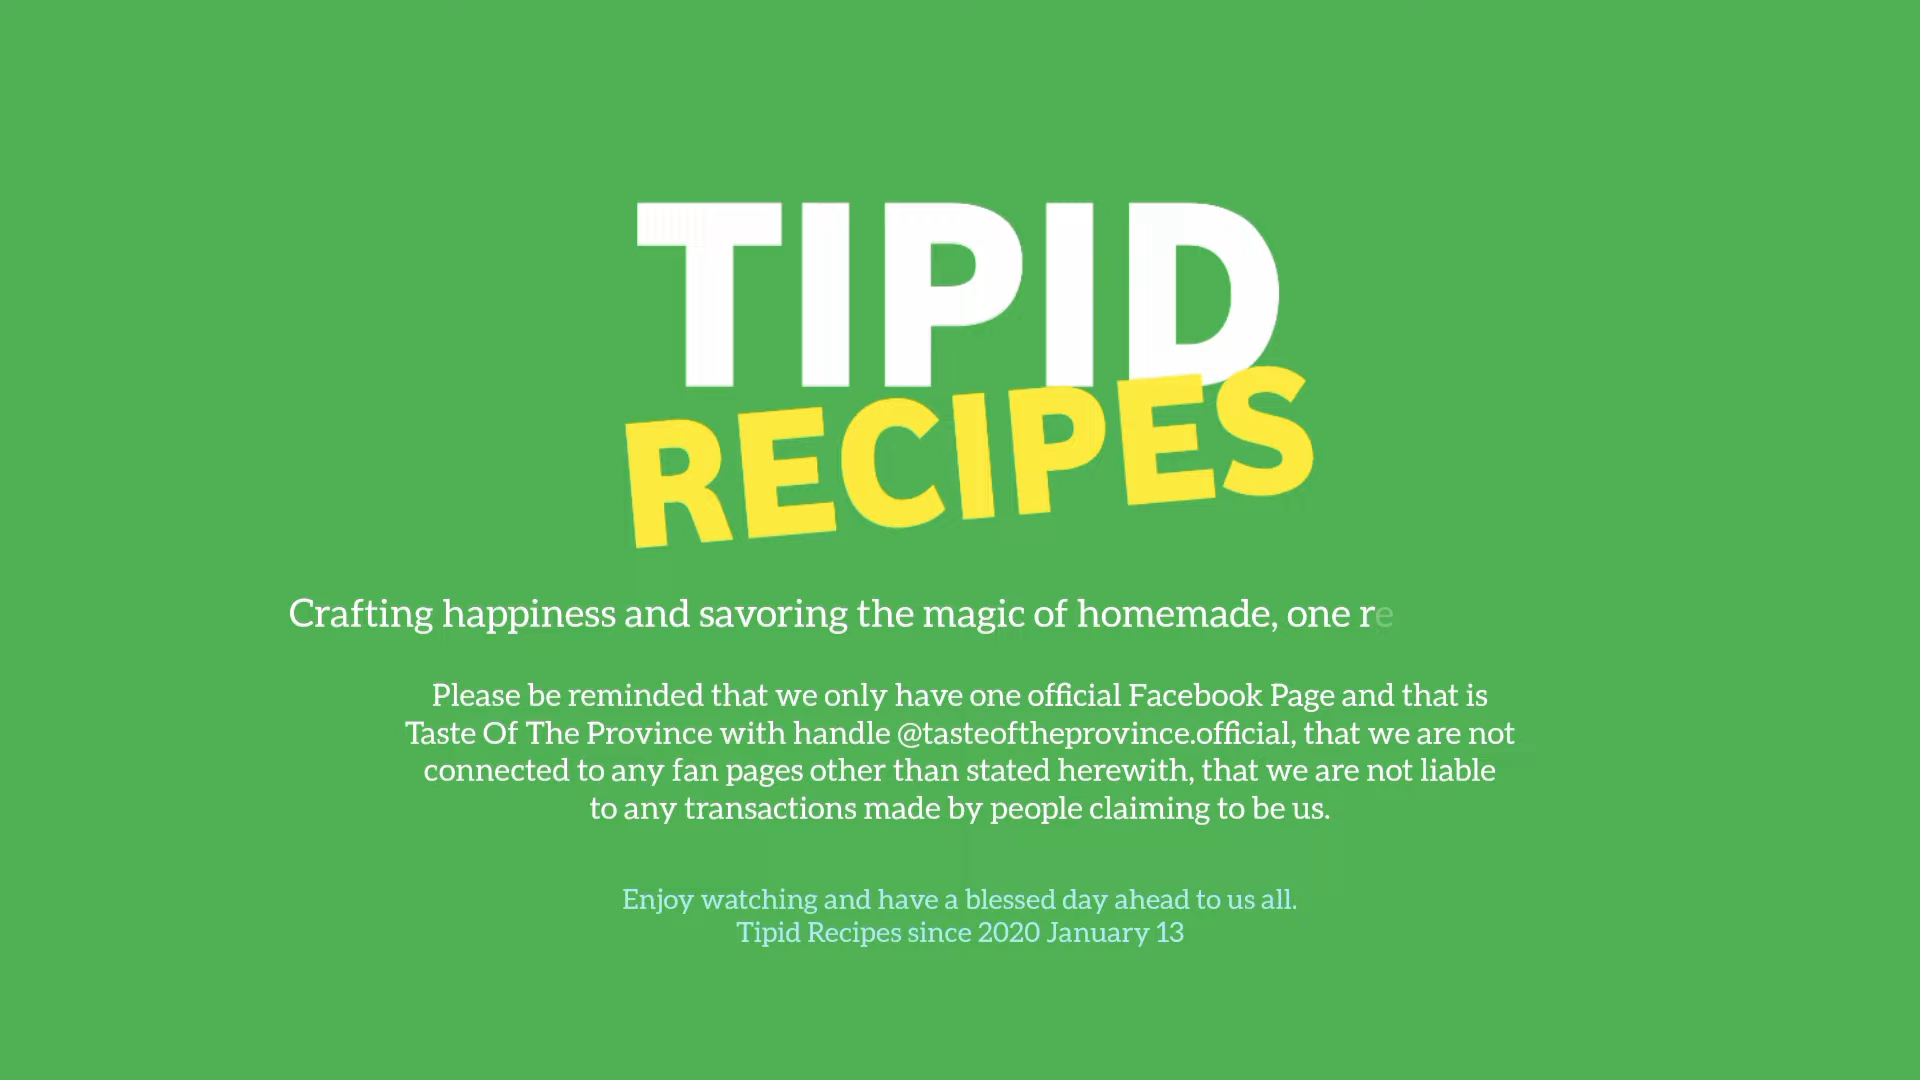 TIPID
RECIPES
Crafting happiness and savoring the magic of homemade, one re
Please be reminded that we only have one official Facebook Page and that is
Taste Of The Province with handle @tasteoftheprovince.official, that we are not
connected to any fan pages other than stated herewith, that we are not liable
to any transactions made by people claiming to be us.
Enjoy watching and have a blessed day ahead to us all.
Tipid Recipes since 2020 January 13